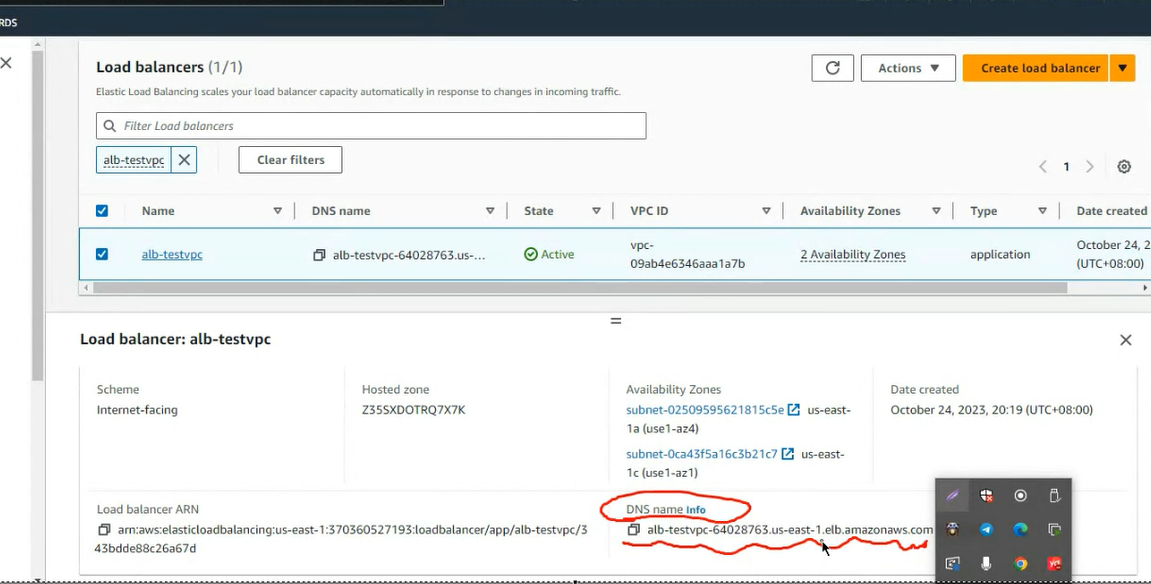 RDS
Load balancers (1/1)
Actions
Create load balancer
Elastic Load Balancing scales your load balancer capacity automatically in response to changes in incoming traffic.
Filter Load balancers
alb-testvpc
Clear filters
1
Name DNS name State VPC ID Availability Zones Type Date created
alb-testvpc alb-testvpc-64028763.us-... Active vpc-09ab4e6346aaa1a7b 2 Availability Zones application October 24, 2
(UTC+08:00)
Load balancer: alb-testvpc
Scheme Hosted zone Availability Zones Date created
Internet-facing Z35SXDOTRQ7X7K subnet-02509595621815c5e us-east- October 24, 2023, 20:19 (UTC+08:00)
1a (use1-az4)
subnet-0ca43f5a16c3b21c7 us-east-
1c (use1-az1)
Load balancer ARN DNS name Info
arn:aws:elasticloadbalancing:us-east-1:370360527193:loadbalancer/app/alb-testvpc/3 alb-testvpc-64028763.us-east-1.elb.amazonaws.com
43bdde88c26a67d